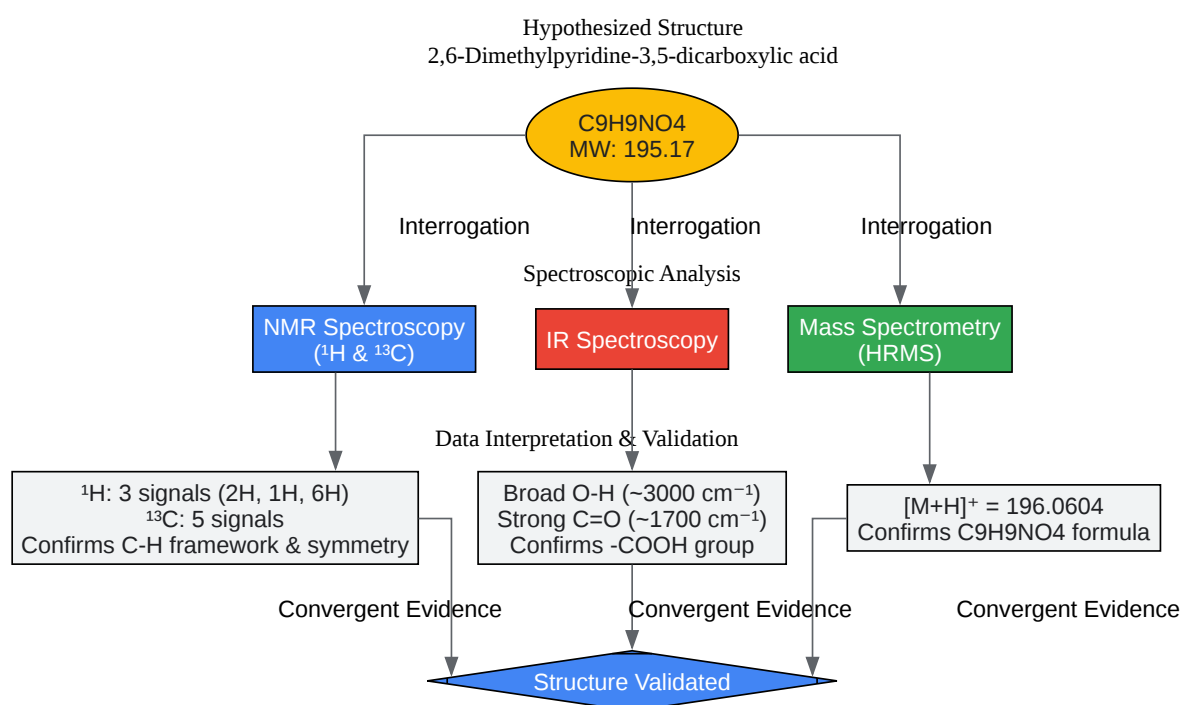 Hypothesized Structure
2,6-Dimethylpyridine-3,5-dicarboxylic acid
C9H9NO4
MW: 195.17
Interrogation
Interrogation
Interrogation
Spectroscopic Analysis
NMR Spectroscopy
(¹H & ¹³C)
IR Spectroscopy
Mass Spectrometry
(HRMS)
Data Interpretation & Validation
¹H: 3 signals (2H, 1H, 6H)
¹³C: 5 signals
Confirms C-H framework & symmetry
Broad O-H (~3000 cm⁻¹)
Strong C=O (~1700 cm⁻¹)
Confirms -COOH group
[M+H]⁺ = 196.0604
Confirms C9H9NO4 formula
Convergent Evidence
Convergent Evidence
Convergent Evidence
Structure Validated